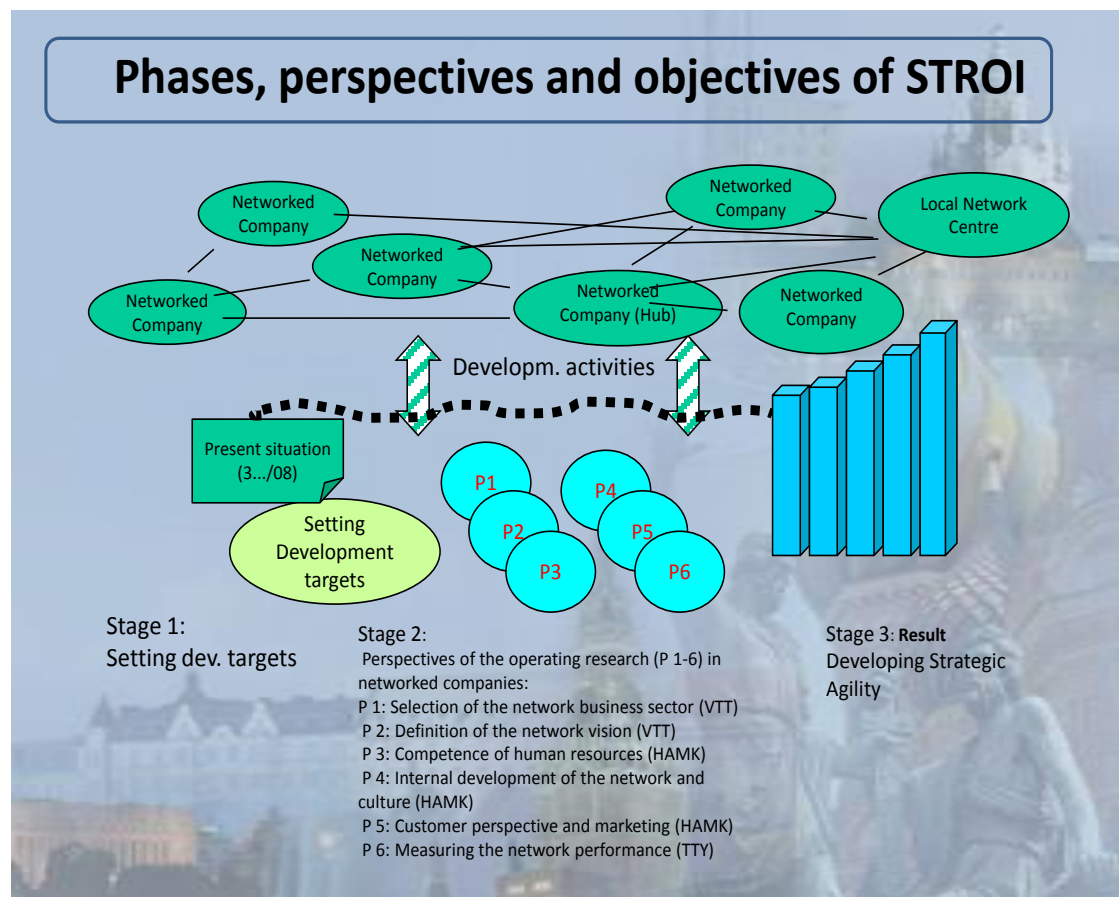 Phases, perspectives and objectives of STROI
Networked
Company
Networked
Company
Local Network
Centre
Networked
Company
Networked
Company
Networked
Company (Hub)
Networked
Company
Developm. activities
Present situation
(3.../08)
Setting
Development
targets
P1
P2
P3
P4
P5
P6
Stage 1:
Setting dev. targets
Stage 2:
Perspectives of the operating research (P 1-6) in
networked companies:
P 1: Selection of the network business sector (VTT)
P 2: Definition of the network vision (VTT)
P 3: Competence of human resources (HAMK)
P 4: Internal development of the network and
culture (HAMK)
P 5: Customer perspective and marketing (HAMK)
P 6: Measuring the network performance (TTY)
Stage 3: Result
Developing Strategic
Agility